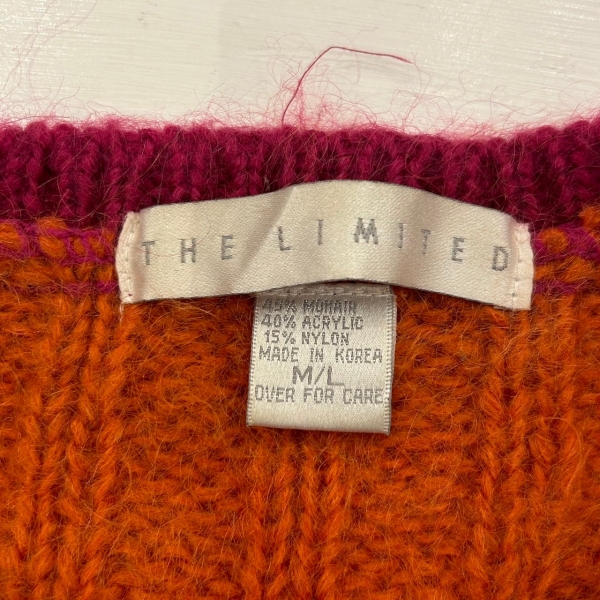 THE LIMITED
45% MOHAIR
40% ACRYLIC
15% NYLON
MADE IN KOREA
M/L
OVER FOR CARE